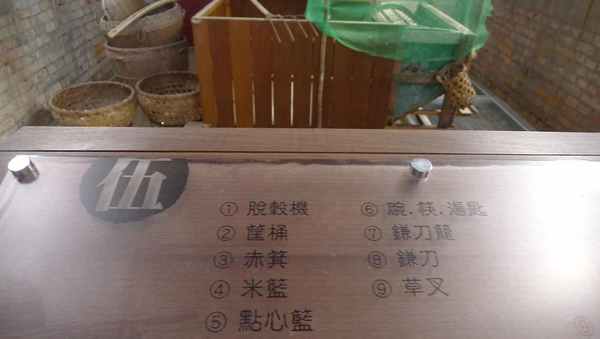 伍
① 脫穀機
② 筐桶
③ 赤箕
④ 米籃
⑤ 點心籃
⑥ 碗.筷.湯匙
⑦ 鎌刀籠
⑧ 鎌刀
⑨ 草叉